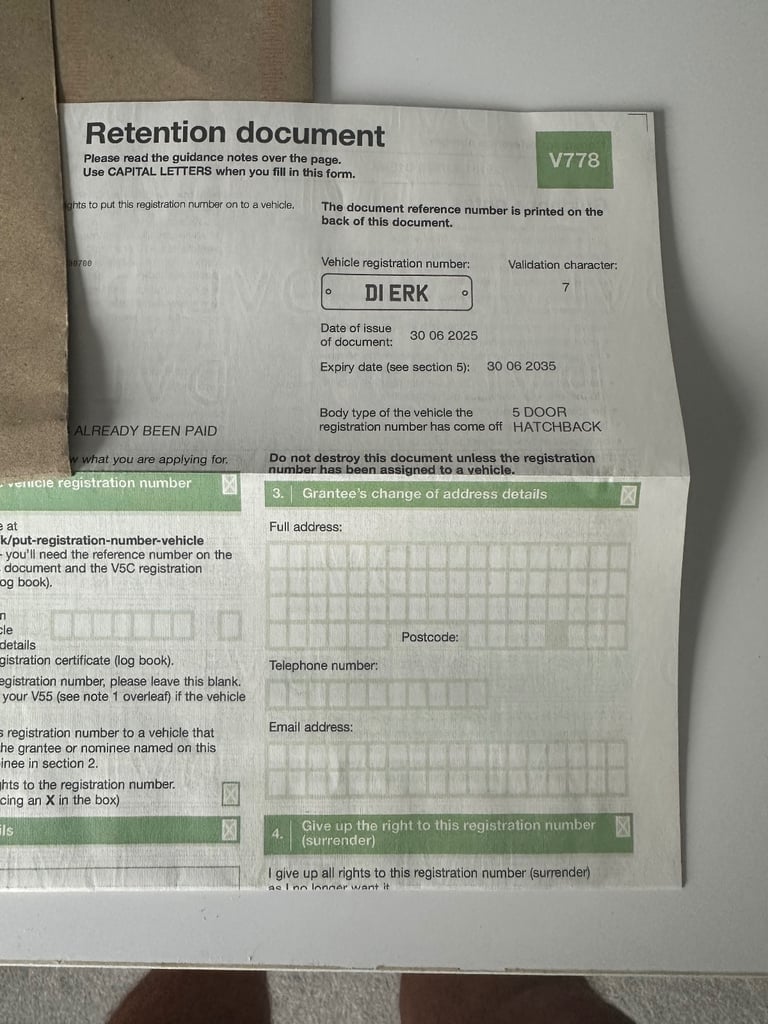 Retention document
Please read the guidance notes over the page.
Use CAPITAL LETTERS when you fill in this form.
V778
to put this registration number on to a vehicle.
The document reference number is printed on the
back of this document.
Vehicle registration number:
Validation character:
DI ERK
7
Date of issue
of document:
30 06 2025
Expiry date (see section 5):
30 06 2035
Body type of the vehicle the
registration number has come off
5 DOOR
HATCHBACK
ALREADY BEEN PAID
what you are applying for.
Do not destroy this document unless the registration
number has been assigned to a vehicle.
vehicle registration number
3. Grantee's change of address details
at
k/put-registration-number-vehicle
- you'll need the reference number on the
document and the V5C registration
og book).
details
gistration certificate (log book).
egistration number, please leave this blank.
your V55 (see note 1 overleaf) if the vehicle
s registration number to a vehicle that
he grantee or nominee named on this
inee in section 2.
hts to the registration number.
cing an X in the box)
ils
Full address:
Postcode:
Telephone number:
Email address:
4. Give up the right to this registration number
(surrender)
I give up all rights to this registration number (surrender)
as I no longer want it